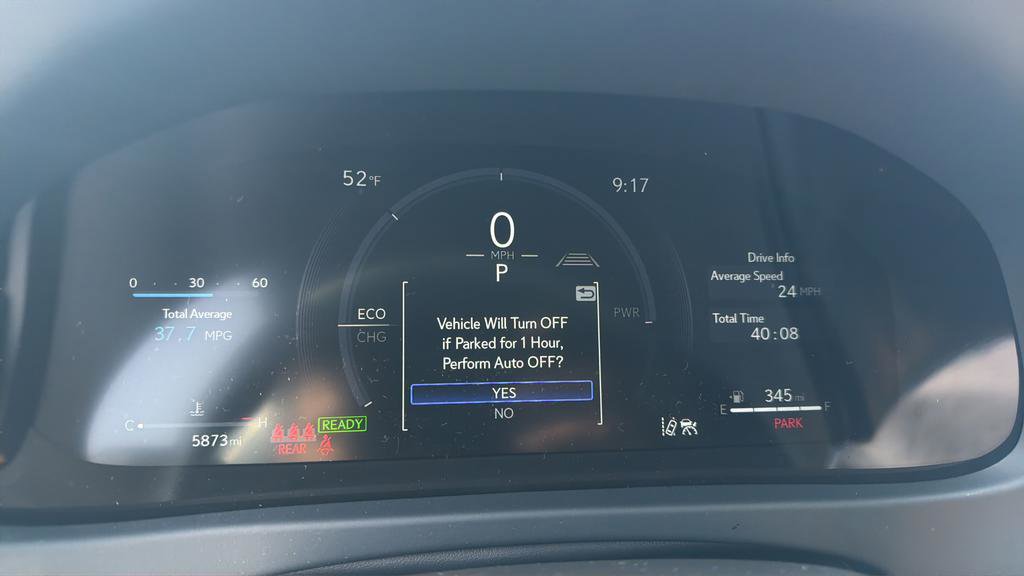 52°F
9:17
0
MPH
P
0 30 60
Total Average
37.7 MPG
ECO
CHG
PWR
Vehicle Will Turn OFF
if Parked for 1 Hour,
Perform Auto OFF?
YES
NO
Drive Info
Average Speed
24 MPH
Total Time
40:08
C H
5873mi
REAR
READY
345 mi
E F
PARK